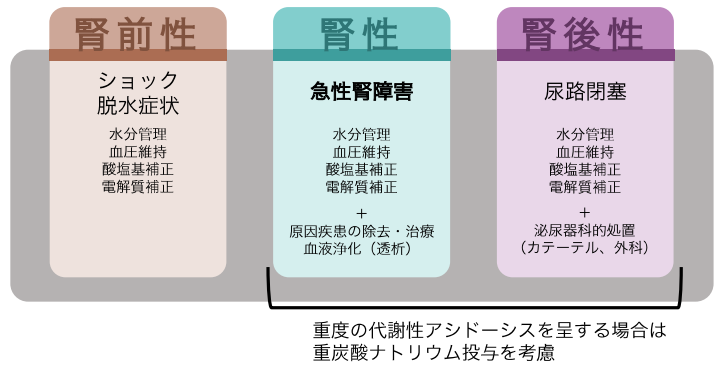 腎前性
ショック
脱水症状
水分管理
血圧維持
酸塩基補正
電解質補正
腎性
急性腎障害
水分管理
血圧維持
酸塩基補正
電解質補正
+
原因疾患の除去・治療
血液浄化（透析）
腎後性
尿路閉塞
水分管理
血圧維持
酸塩基補正
電解質補正
+
泌尿器科的処置
（カテーテル、外科）
重度の代謝性アシドーシスを呈する場合は
重炭酸ナトリウム投与を考慮